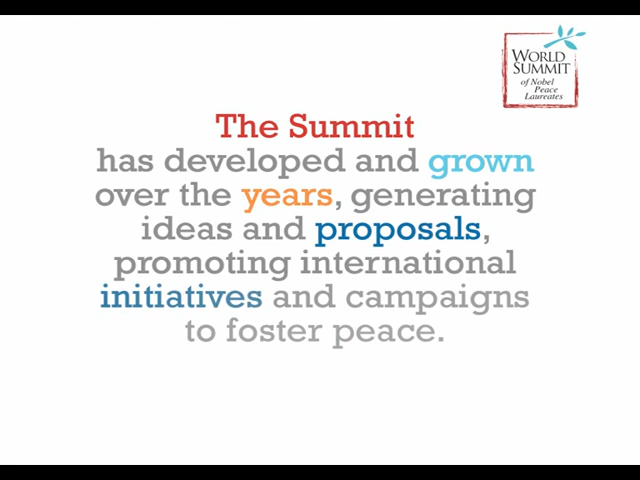 WORLD
SUMMIT
of Nobel
Peace
Laureates
The Summit
has developed and grown
over the years, generating
ideas and proposals,
promoting international
initiatives and campaigns
to foster peace.